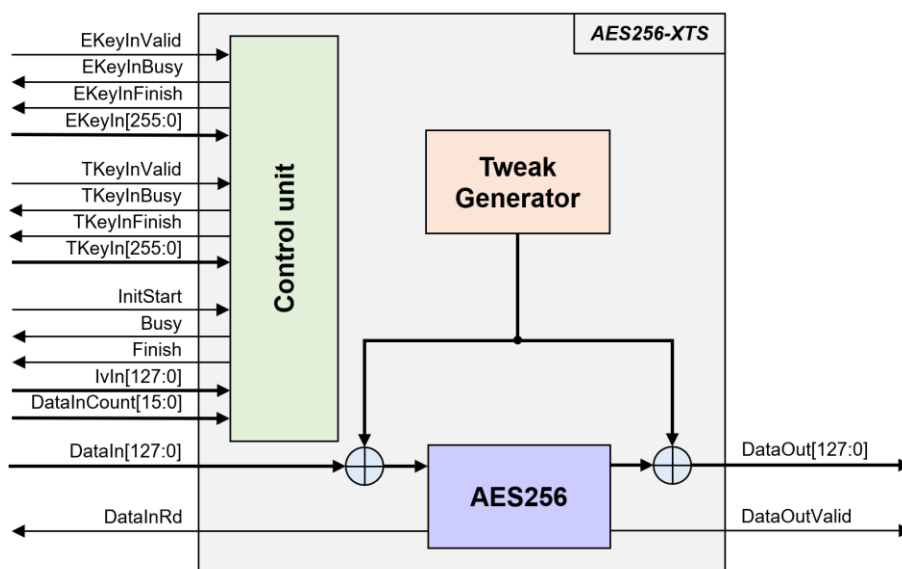 AES256-XTS
EKeyInValid
EKeyInBusy
EKeyInFinish
EKeyIn[255:0]
TKeyInValid
TKeyInBusy
TKeyInFinish
TKeyIn[255:0]
InitStart
Busy
Finish
IvIn[127:0]
DataInCount[15:0]
DataIn[127:0]
DataInRd
Control unit
Tweak
Generator
AES256
DataOut[127:0]
DataOutValid